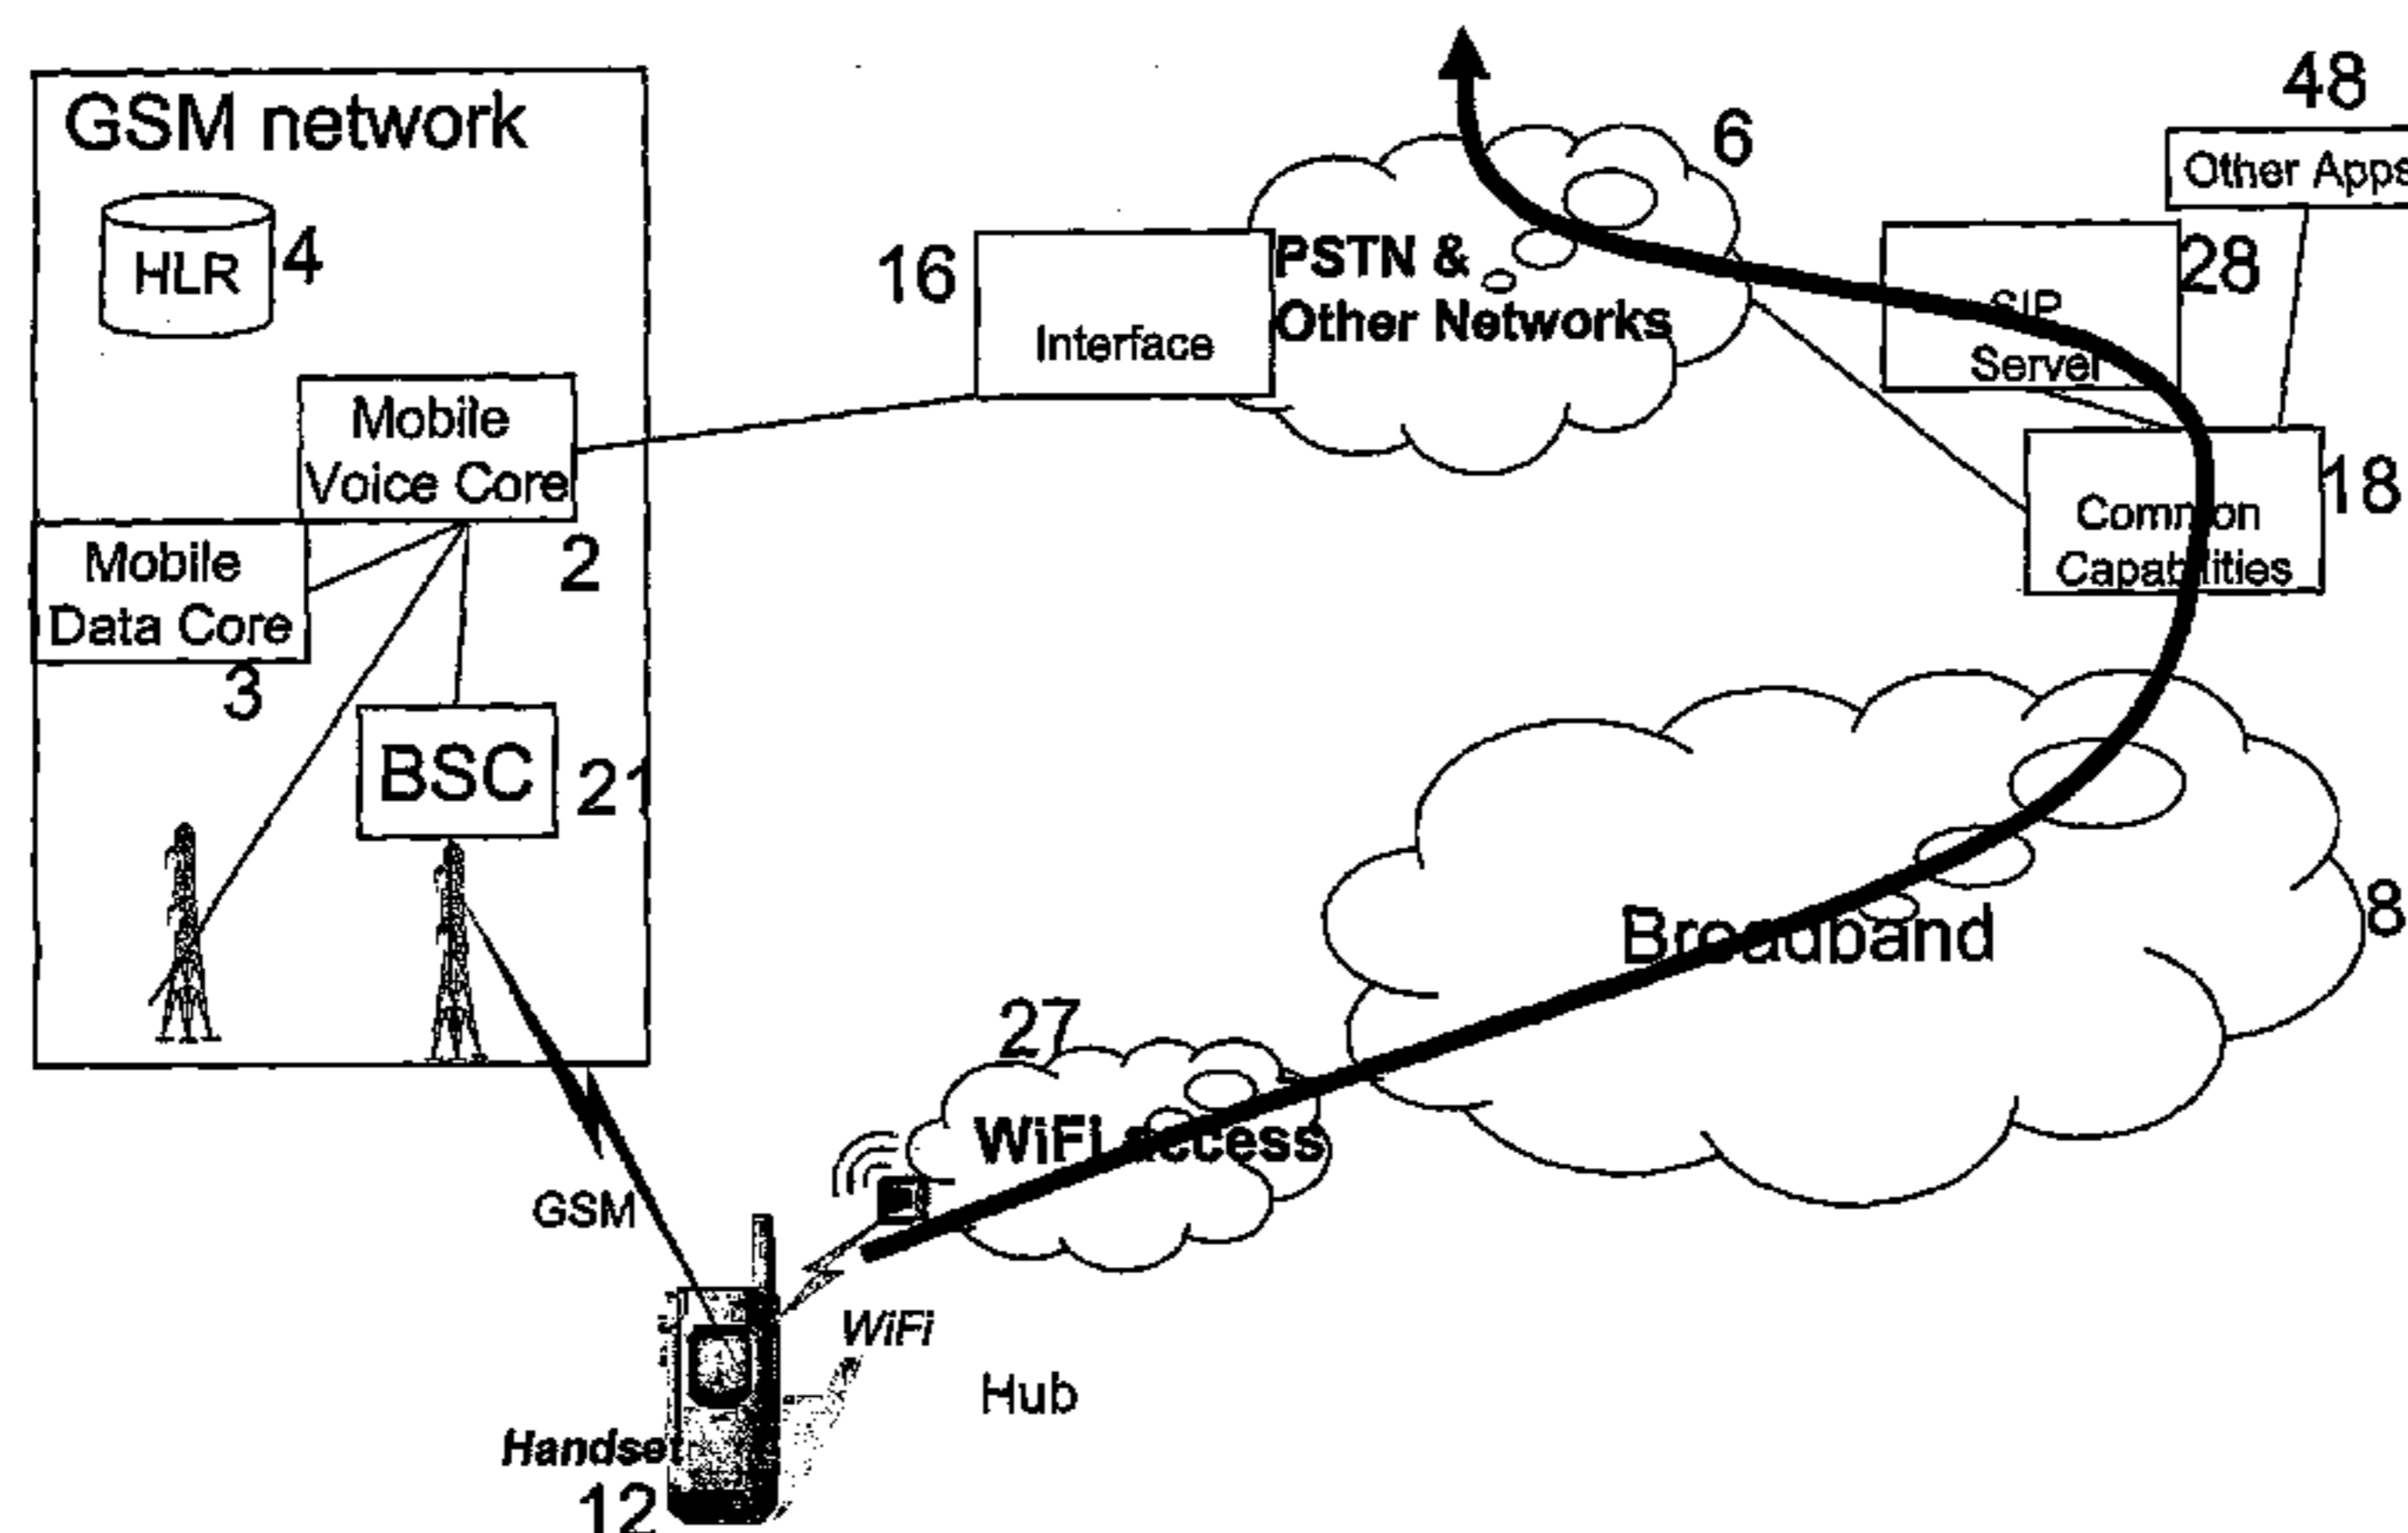 GSM network
HLR
4
Mobile
Voice Core
2
Mobile
Data Core
3
BSC
21
16
Interface
PSTN &
Other Networks
6
48
Other Apps
28
SIP
Server
18
Common
Capabilities
Broadband
8
27
WiFi access
GSM
WiFi
Hub
Handset
12